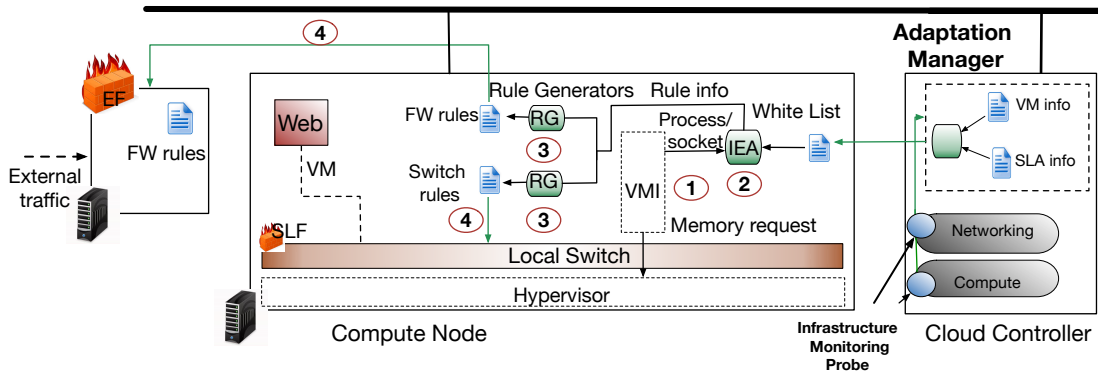 4
Adaptation
Manager
EF
FW rules
External
traffic
Rule Generators
Rule info
FW rules
RG
3
Process/
socket
White List
IEA
Web
VM
Switch
rules
RG
4
3
VMI
1
2
Memory request
SLF
Local Switch
Hypervisor
Compute Node
VM info
SLA info
Networking
Compute
Infrastructure
Monitoring
Probe
Cloud Controller